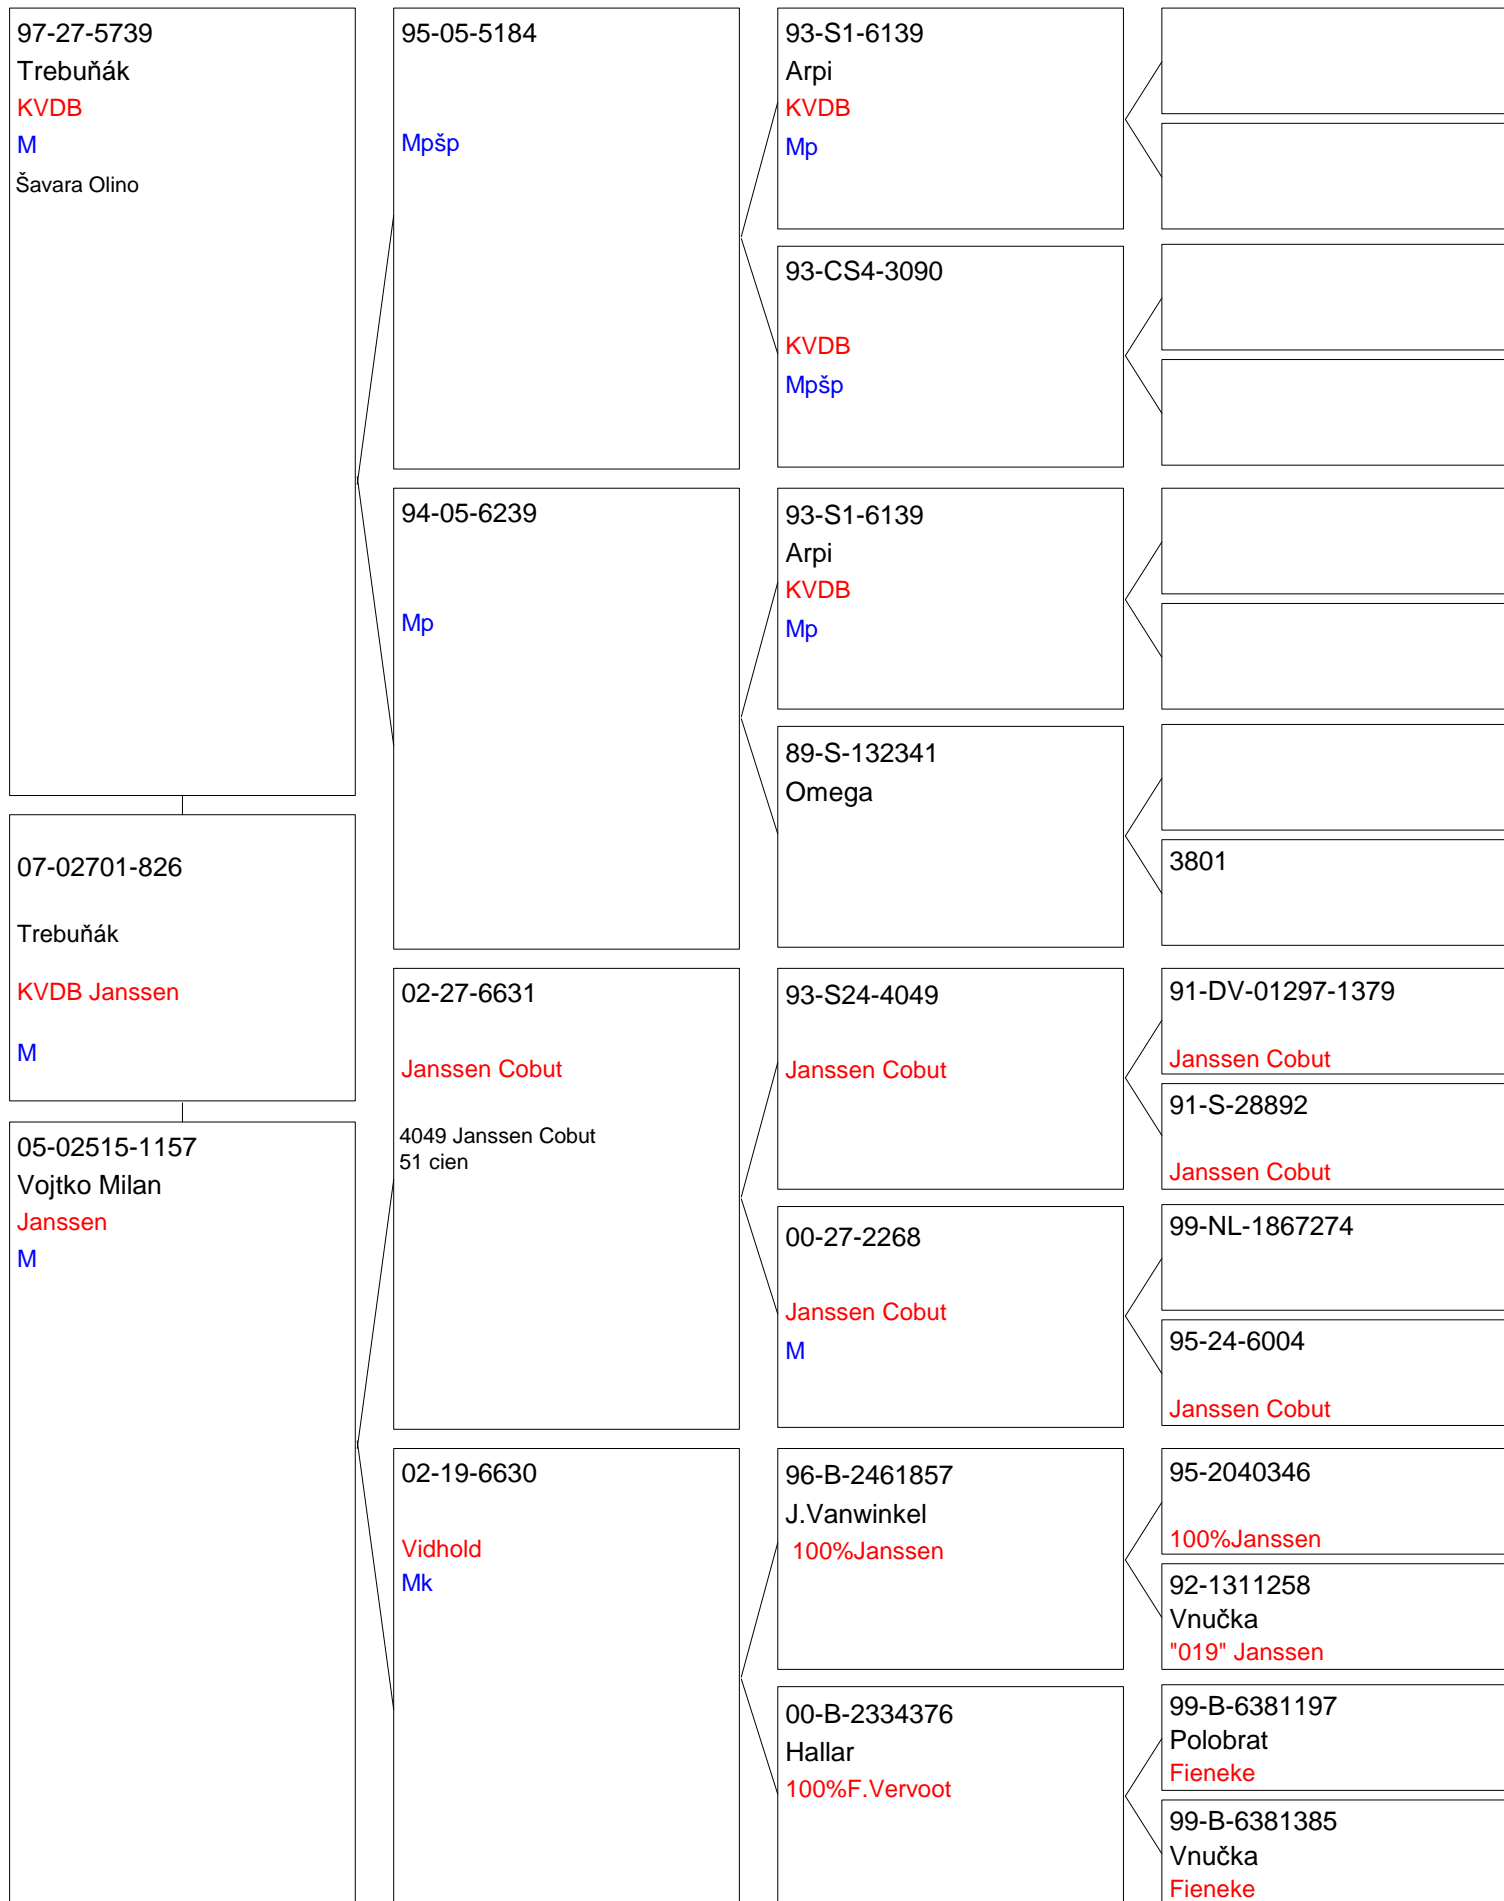 97-27-5739
Trebuňák
KVDB
M
Šavara Olino
07-02701-826
Trebuňák
KVDB Janssen
M
05-02515-1157
Vojtko Milan
Janssen
M
95-05-5184
Mpšp
94-05-6239
Mp
02-27-6631
Janssen Cobut
4049 Janssen Cobut
51 cien
02-19-6630
Vidhold
Mk
93-S1-6139
Arpi
KVDB
Mp
93-CS4-3090
KVDB
Mpšp
93-S1-6139
Arpi
KVDB
Mp
89-S-132341
Omega
93-S24-4049
Janssen Cobut
00-27-2268
Janssen Cobut
M
96-B-2461857
J.Vanwinkel
100%Janssen
00-B-2334376
Hallar
100%F.Vervoot
3801
91-DV-01297-1379
Janssen Cobut
91-S-28892
Janssen Cobut
99-NL-1867274
95-24-6004
Janssen Cobut
95-2040346
100%Janssen
92-1311258
Vnučka
"019" Janssen
99-B-6381197
Polobrat
Fieneke
99-B-6381385
Vnučka
Fieneke